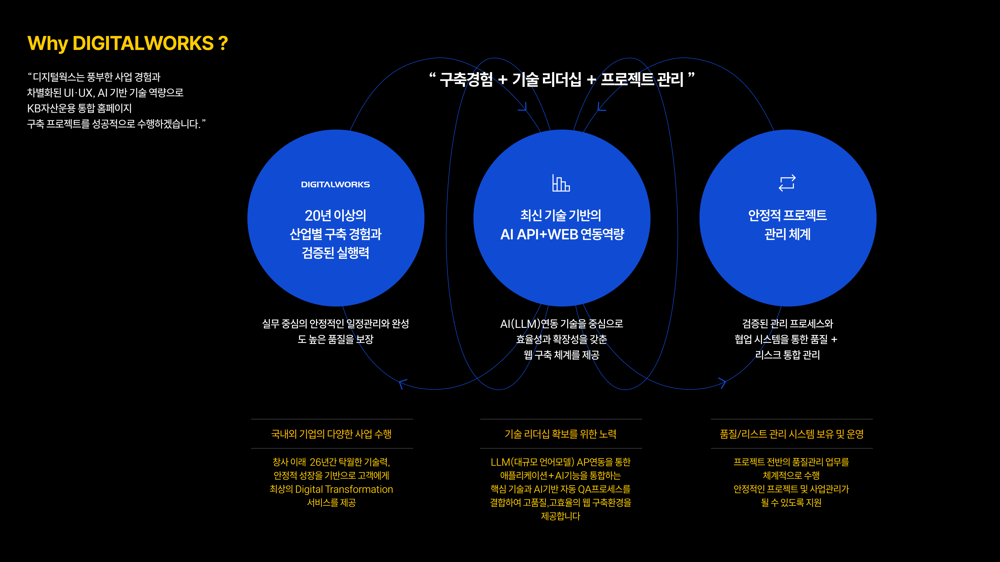 Why DIGITALWORKS ?
“디지털웍스는 풍부한 사업 경험과
차별화된 UI·UX, AI 기반 기술 역량으로
KB자산운용 통합 홈페이지
구축 프로젝트를 성공적으로 수행하겠습니다.”
“ 구축경험 + 기술 리더십 + 프로젝트 관리 ”
DIGITALWORKS
20년 이상의
산업별 구축 경험과
검증된 실행력
최신 기술 기반의
AI API+WEB 연동역량
안정적 프로젝트
관리 체계
실무 중심의 안정적인 일정관리와 완성
도 높은 품질을 보장
AI(LLM)연동 기술을 중심으로
효율성과 확장성을 갖춘
웹 구축 체계를 제공
검증된 관리 프로세스와
협업 시스템을 통한 품질 +
리스크 통합 관리
국내외 기업의 다양한 사업 수행
창사 이래 26년간 탁월한 기술력,
안정적 성장을 기반으로 고객에게
최상의 Digital Transformation
서비스를 제공
기술 리더십 확보를 위한 노력
LLM(대규모 언어모델) AP연동을 통한
애플리케이션+AI기능을 통합하는
핵심 기술과 AI기반 자동 QA프로세스를
결합하여 고품질,고효율의 웹 구축환경을
제공합니다
품질/리스트 관리 시스템 보유 및 운영
프로젝트 전반의 품질관리 업무를
체계적으로 수행
안정적인 프로젝트 및 사업관리가
될 수 있도록 지원